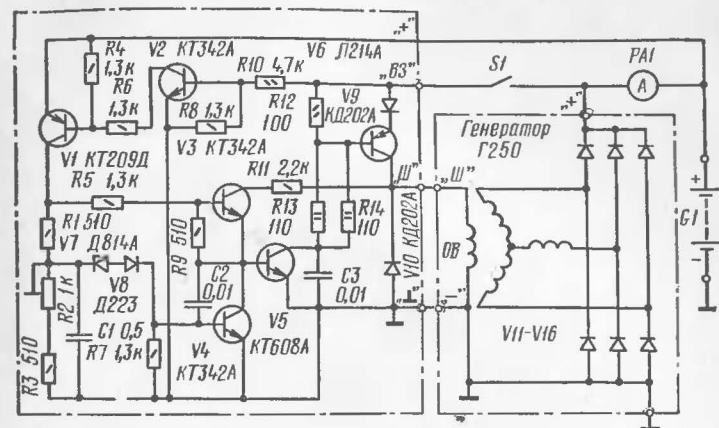 „+"
R4
1,3к
V2 КТ342А
V6 П214А
R10 4,7к
„ВЗ"
S1
РА1
А
R6
1,3к
R8 1,3к
R12
100
V9
КД202А
„+"
Генератор
Г250
V1 КТ209Д
V3 КТ342А
R5 1,3к
R11 2,2к
„Ш"
„Ш"
+
G1
-
R1 510
V7 Д814А
R9 510
R13
110
R14
110
V10 КД202А
ОВ
R2 1к
V8
Д223
C2
0,01
C3
0,01
„–"
C1 0,5
R7 1,3к
V5
КТ608А
V11-V16
R3 510
V4
КТ342А